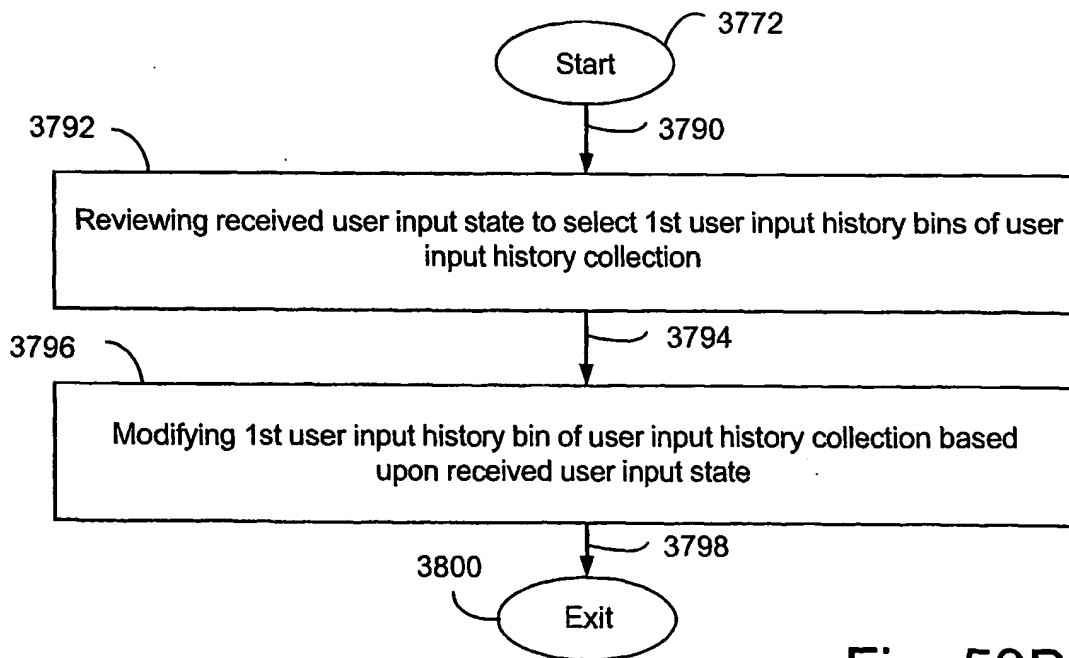 3772
Start
3790
3792
Reviewing received user input state to select 1st user input history bins of user
input history collection
3794
3796
Modifying 1st user input history bin of user input history collection based
upon received user input state
3798
3800
Exit